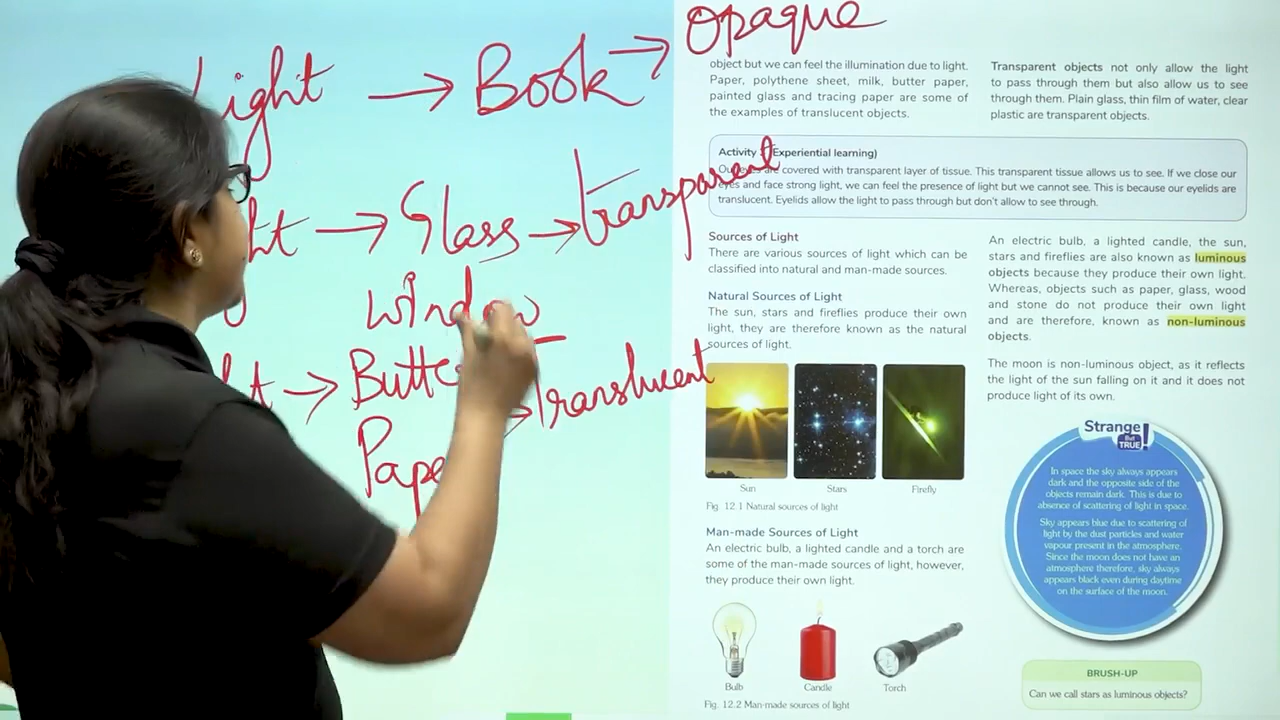 Light → Book → Opaque
ht → Glass → transparent
window
ht → Butte → Translucent
Pape
object but we can feel the illumination due to light.
Paper, polythene sheet, milk, butter paper,
painted glass and tracing paper are some of
the examples of translucent objects.
Transparent objects not only allow the light
to pass through them but also allow us to see
through them. Plain glass, thin film of water, clear
plastic are transparent objects.
Activity (Experiential learning)
Our eyes are covered with transparent layer of tissue. This transparent tissue allows us to see. If we close our
eyes and face strong light, we can feel the presence of light but we cannot see. This is because our eyelids are
translucent. Eyelids allow the light to pass through but don't allow to see through.
Sources of Light
There are various sources of light which can be
classified into natural and man-made sources.
Natural Sources of Light
The sun, stars and fireflies produce their own
light, they are therefore known as the natural
sources of light.
Sun
Stars
Firefly
Fig. 12.1 Natural sources of light
Man-made Sources of Light
An electric bulb, a lighted candle and a torch are
some of the man-made sources of light, however,
they produce their own light.
Bulb
Candle
Torch
Fig. 12.2 Man-made sources of light
An electric bulb, a lighted candle, the sun,
stars and fireflies are also known as luminous
objects because they produce their own light.
Whereas, objects such as paper, glass, wood
and stone do not produce their own light
and are therefore, known as non-luminous
objects.
The moon is non-luminous object, as it reflects
the light of the sun falling on it and it does not
produce light of its own.
Strange
But
TRUE!
In space the sky always appears
dark and the opposite side of the
objects remain dark. This is due to
absence of scattering of light in space.
Sky appears blue due to scattering of
light by the dust particles and water
vapour present in the atmosphere.
Since the moon does not have an
atmosphere therefore, sky always
appears black even during daytime
on the surface of the moon.
BRUSH-UP
Can we call stars as luminous objects?